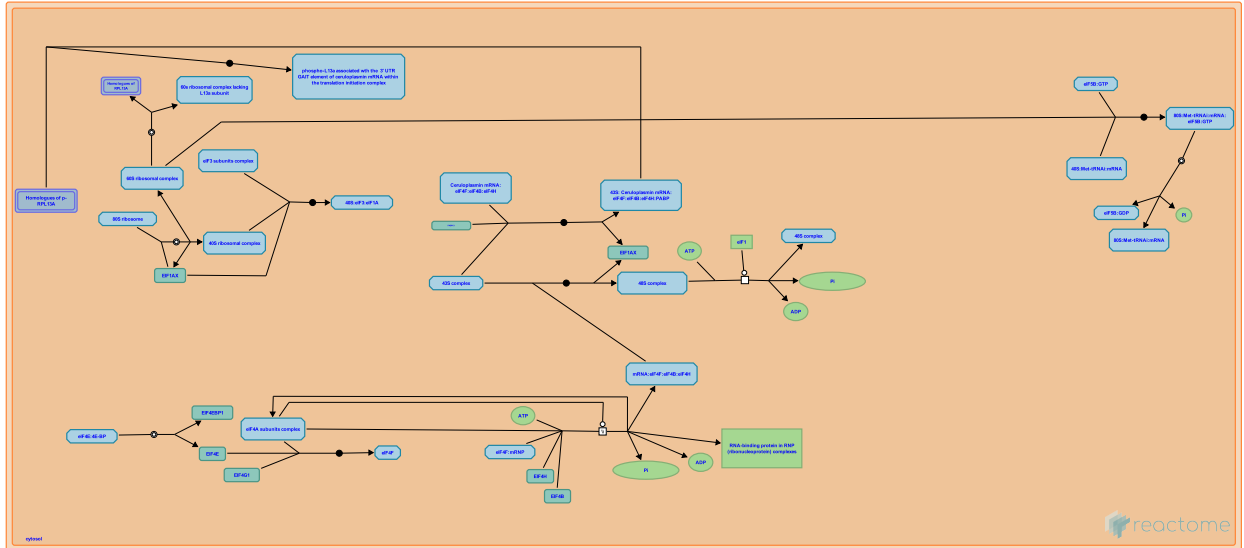 phospho-L13a associated with the 3' UTR
GAIT element of ceruloplasmin mRNA within
the translation initiation complex
Homologues of
RPL13A
60s ribosomal complex lacking
L13a subunit
eIF5B:GTP
80S:Met-tRNAi:mRNA:
eIF5B:GTP
eIF3 subunits complex
48S:Met-tRNAi:mRNA
60S ribosomal complex
Ceruloplasmin mRNA:
eIF4F:eIF4B:eIF4H
43S: Ceruloplasmin mRNA:
eIF4F:eIF4B:eIF4H:PABP
Homologues of p-
RPL13A
40S:eIF3:eIF1A
eIF5B:GDP
Pi
80S ribosome
40S ribosomal complex
eIF1
48S complex
80S:Met-tRNAi:mRNA
ATP
EIF1AX
EIF1AX
43S complex
48S complex
Pi
ADP
mRNA:eIF4F:eIF4B:eIF4H
EIF4EBP1
ATP
eIF4E:4E-BP
eIF4A subunits complex
RNA-binding protein in RNP
(ribonucleoprotein) complexes
EIF4E
eIF4F
eIF4F:mRNP
ADP
Pi
EIF4G1
EIF4H
EIF4B
reactome
cytosol